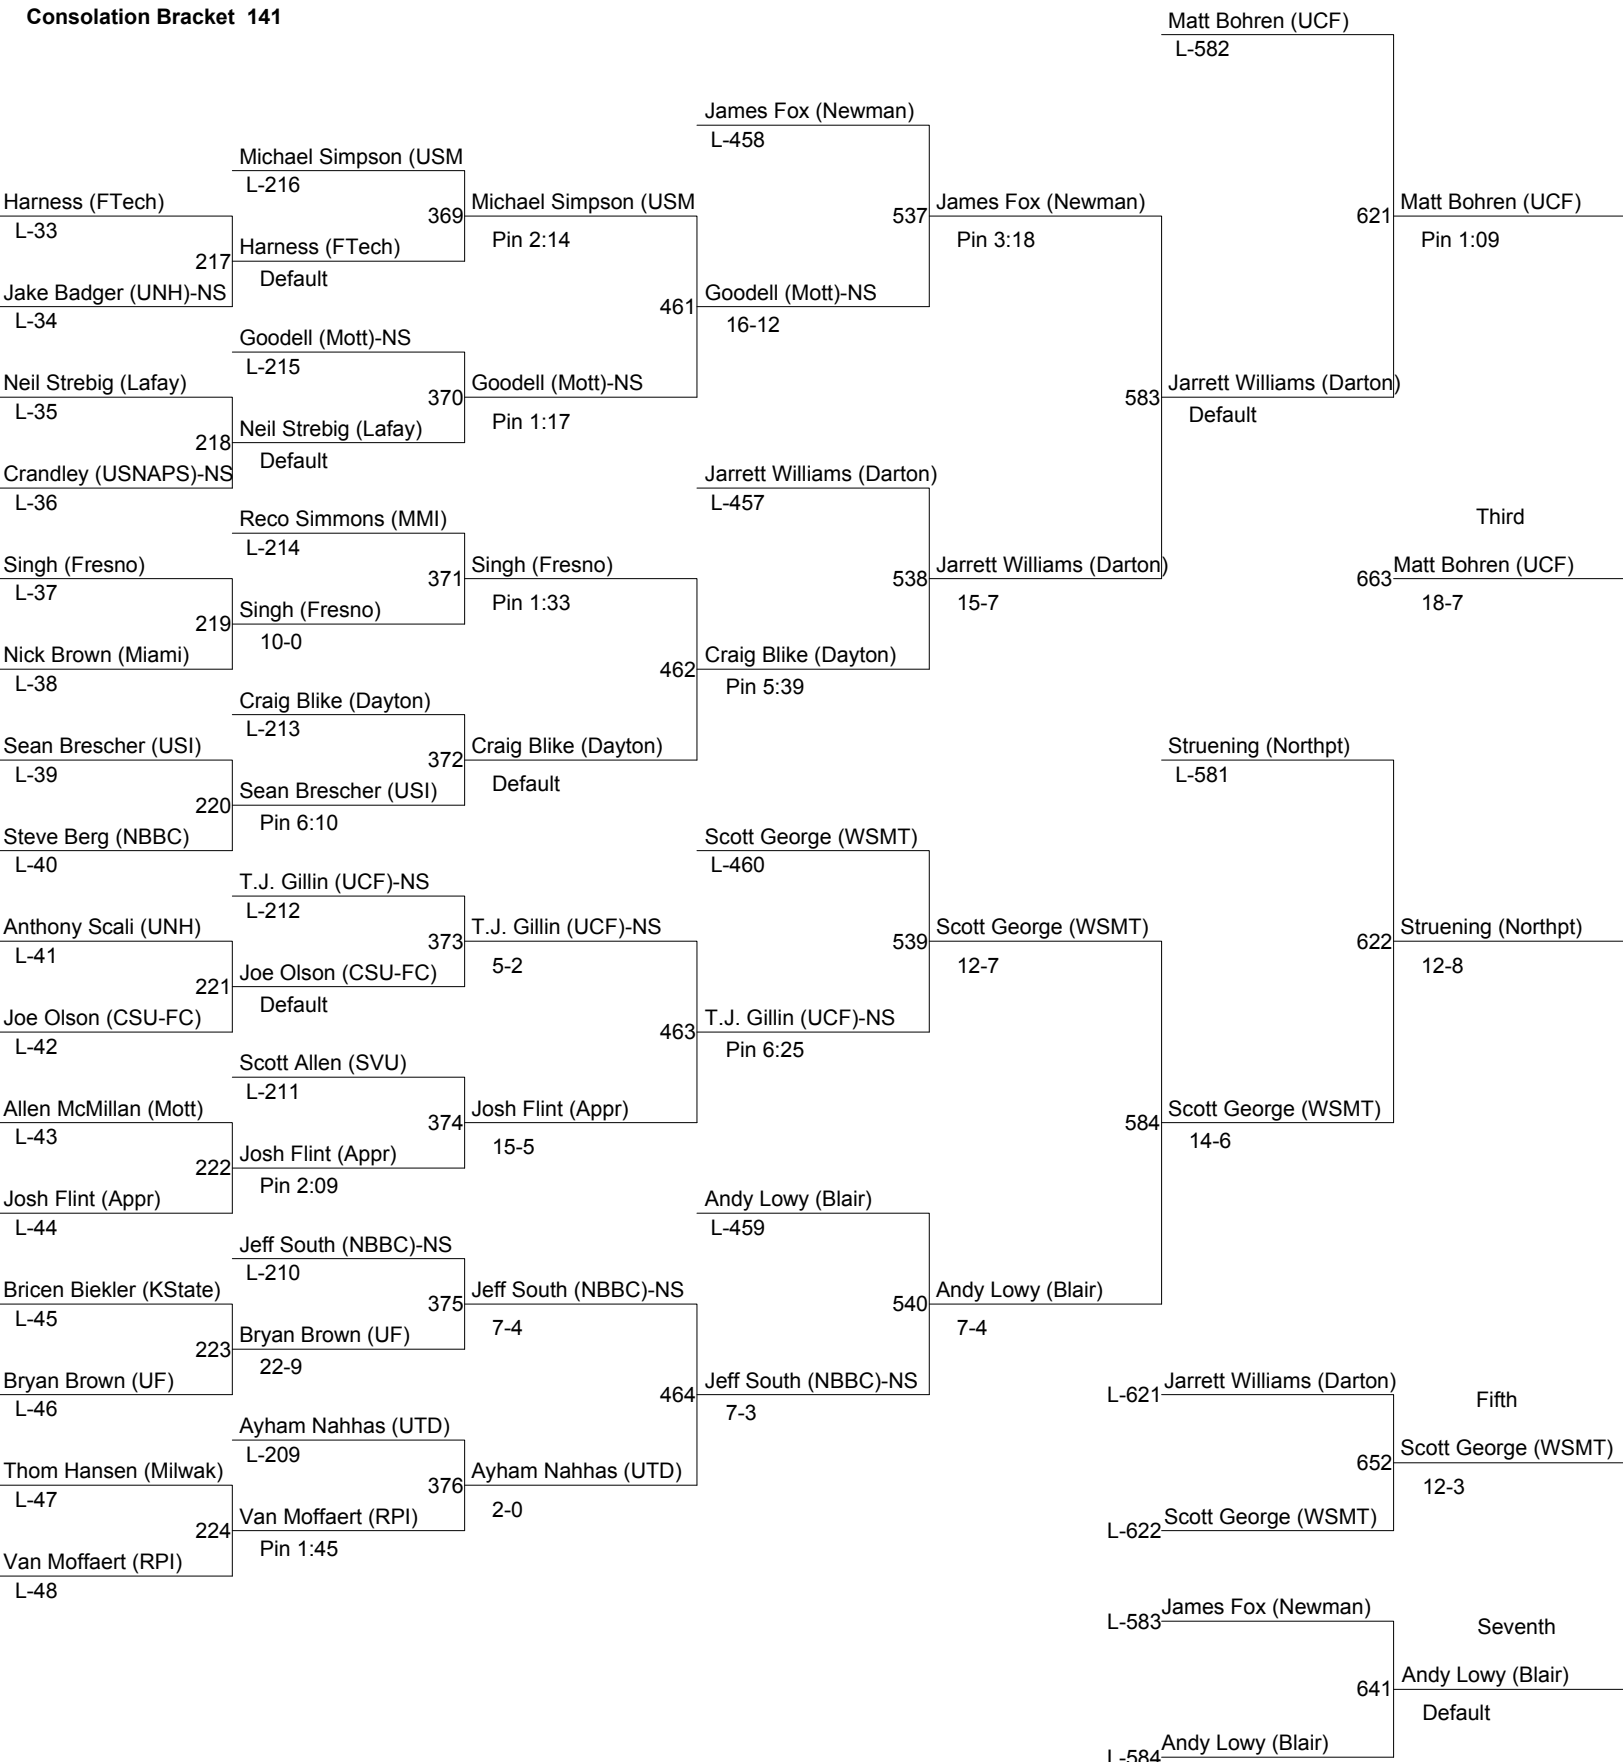 Consolation Bracket 141
Harness (FTech)
L-33
217
Jake Badger (UNH)-NS
L-34
Neil Strebig (Lafay)
L-35
218
Crandley (USNAPS)-NS
L-36
Singh (Fresno)
L-37
219
Nick Brown (Miami)
L-38
Sean Brescher (USI)
L-39
220
Steve Berg (NBBC)
L-40
Anthony Scali (UNH)
L-41
221
Joe Olson (CSU-FC)
L-42
Allen McMillan (Mott)
L-43
222
Josh Flint (Appr)
L-44
Bricen Biekler (KState)
L-45
223
Bryan Brown (UF)
L-46
Thom Hansen (Milwak)
L-47
224
Van Moffaert (RPI)
L-48
Michael Simpson (USM
L-216
369
Harness (FTech)
Default
Goodell (Mott)-NS
L-215
370
Neil Strebig (Lafay)
Default
Reco Simmons (MMI)
L-214
371
Singh (Fresno)
10-0
Craig Blike (Dayton)
L-213
372
Sean Brescher (USI)
Pin 6:10
T.J. Gillin (UCF)-NS
L-212
373
Joe Olson (CSU-FC)
Default
Scott Allen (SVU)
L-211
374
Josh Flint (Appr)
Pin 2:09
Jeff South (NBBC)-NS
L-210
375
Bryan Brown (UF)
22-9
Ayham Nahhas (UTD)
L-209
376
Van Moffaert (RPI)
Pin 1:45
Michael Simpson (USM
Pin 2:14
461
Goodell (Mott)-NS
Pin 1:17
Singh (Fresno)
Pin 1:33
462
Craig Blike (Dayton)
Default
T.J. Gillin (UCF)-NS
5-2
463
Josh Flint (Appr)
15-5
Jeff South (NBBC)-NS
7-4
464
Ayham Nahhas (UTD)
2-0
James Fox (Newman)
L-458
537
Goodell (Mott)-NS
16-12
Jarrett Williams (Darton)
L-457
538
Craig Blike (Dayton)
Pin 5:39
Scott George (WSMT)
L-460
539
T.J. Gillin (UCF)-NS
Pin 6:25
Andy Lowy (Blair)
L-459
540
Jeff South (NBBC)-NS
7-3
James Fox (Newman)
Pin 3:18
583
Jarrett Williams (Darton)
15-7
Scott George (WSMT)
12-7
584
Andy Lowy (Blair)
7-4
Matt Bohren (UCF)
L-582
621
Jarrett Williams (Darton)
Default
Struening (Northpt)
L-581
622
Scott George (WSMT)
14-6
Matt Bohren (UCF)
Pin 1:09
Third
663
Matt Bohren (UCF)
18-7
Struening (Northpt)
12-8
L-621
Jarrett Williams (Darton)
Fifth
652
Scott George (WSMT)
12-3
L-622
Scott George (WSMT)
L-583
James Fox (Newman)
Seventh
641
Andy Lowy (Blair)
Default
L-584
Andy Lowy (Blair)